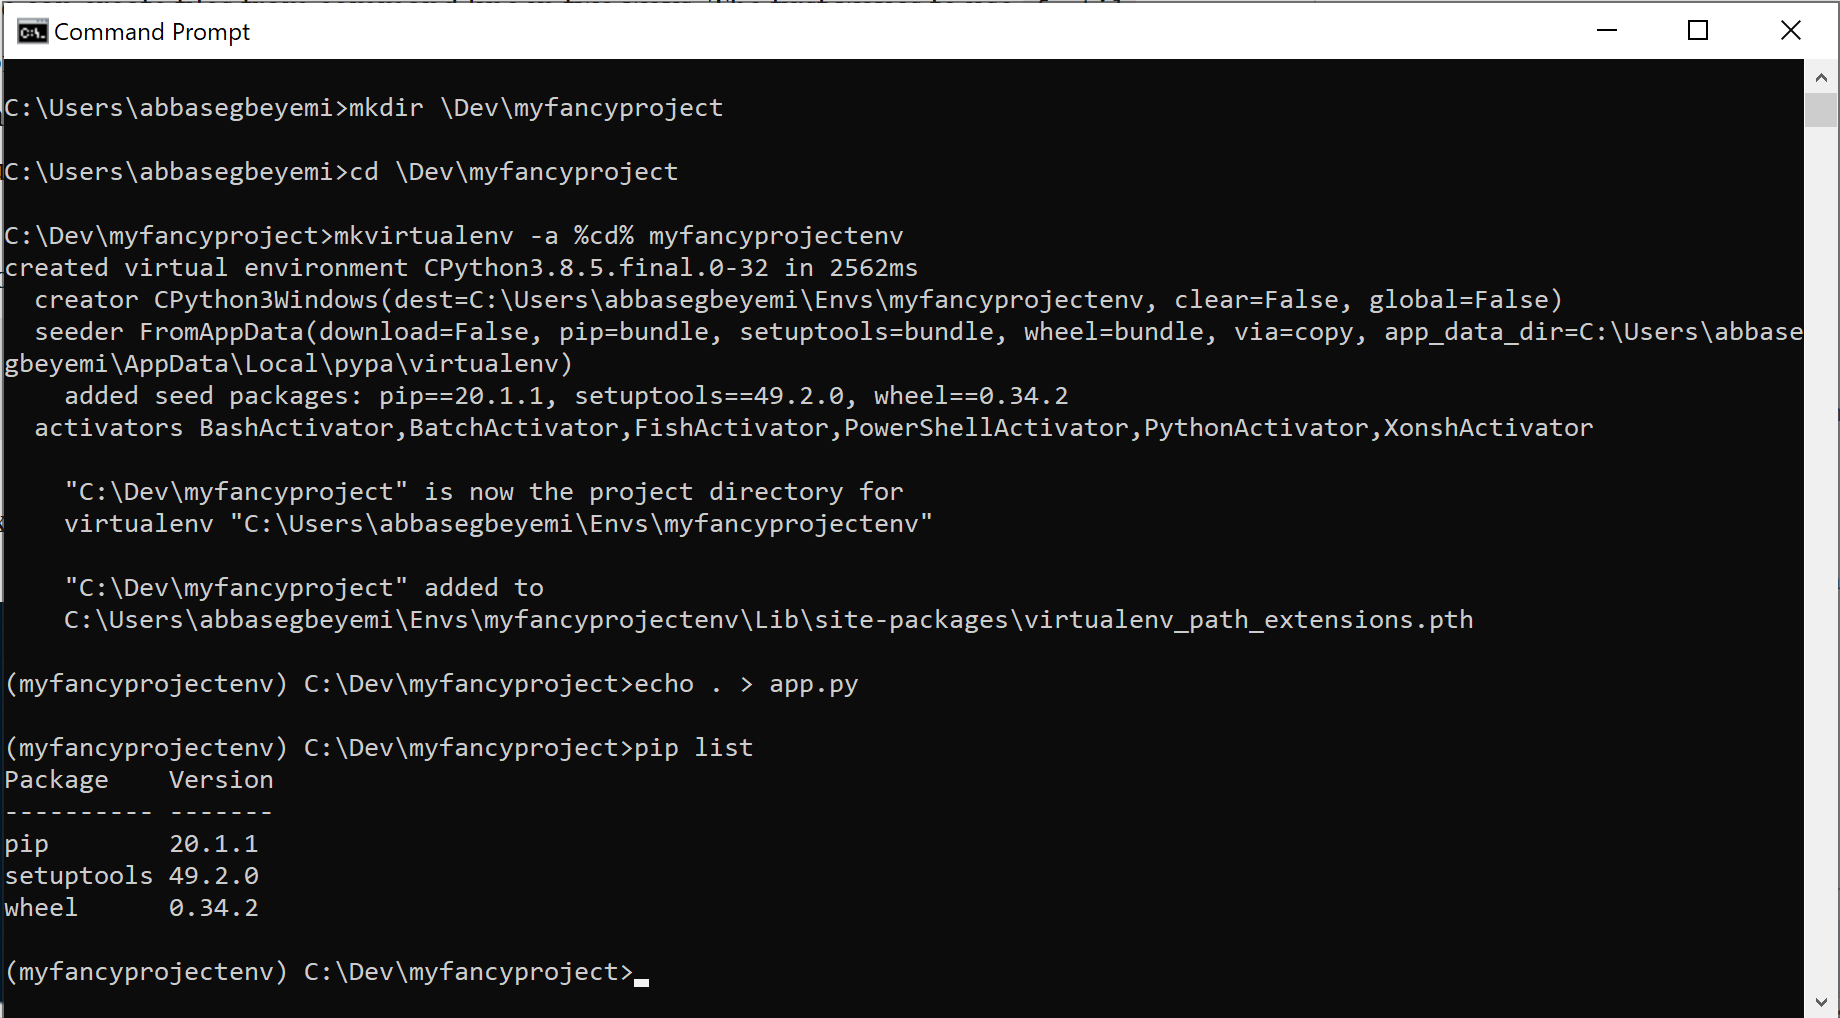 Command Prompt
C:\Users\abbasegbeyemi>mkdir \Dev\myfancyproject
C:\Users\abbasegbeyemi>cd \Dev\myfancyproject
C:\Dev\myfancyproject>mkvirtualenv -a %cd% myfancyprojectenv
created virtual environment CPython3.8.5.final.0-32 in 2562ms
  creator CPython3Windows(dest=C:\Users\abbasegbeyemi\Envs\myfancyprojectenv, clear=False, global=False)
  seeder FromAppData(download=False, pip=bundle, setuptools=bundle, wheel=bundle, via=copy, app_data_dir=C:\Users\abbase
gbeyemi\AppData\Local\pypa\virtualenv)
    added seed packages: pip==20.1.1, setuptools==49.2.0, wheel==0.34.2
  activators BashActivator,BatchActivator,FishActivator,PowerShellActivator,PythonActivator,XonshActivator
    "C:\Dev\myfancyproject" is now the project directory for
    virtualenv "C:\Users\abbasegbeyemi\Envs\myfancyprojectenv"
    "C:\Dev\myfancyproject" added to
    C:\Users\abbasegbeyemi\Envs\myfancyprojectenv\Lib\site-packages\virtualenv_path_extensions.pth
(myfancyprojectenv) C:\Dev\myfancyproject>echo . > app.py
(myfancyprojectenv) C:\Dev\myfancyproject>pip list
Package    Version
---------- -------
pip        20.1.1
setuptools 49.2.0
wheel      0.34.2
(myfancyprojectenv) C:\Dev\myfancyproject>